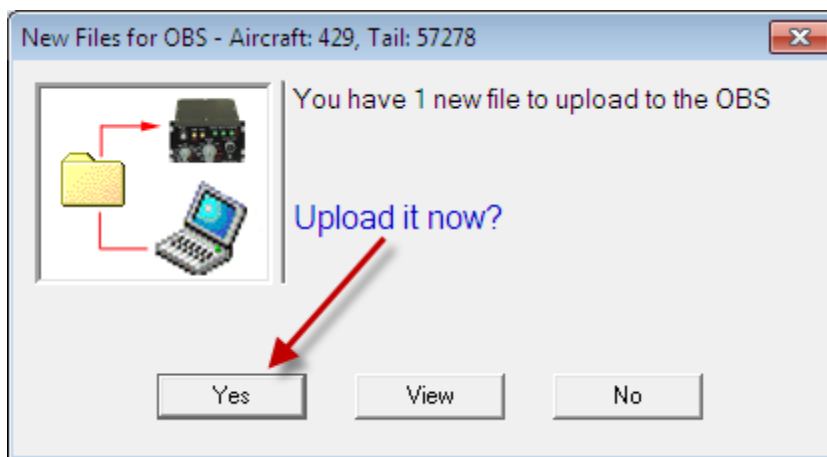 New Files for OBS - Aircraft: 429, Tail: 57278
You have 1 new file to upload to the OBS
Upload it now?
Yes
View
No